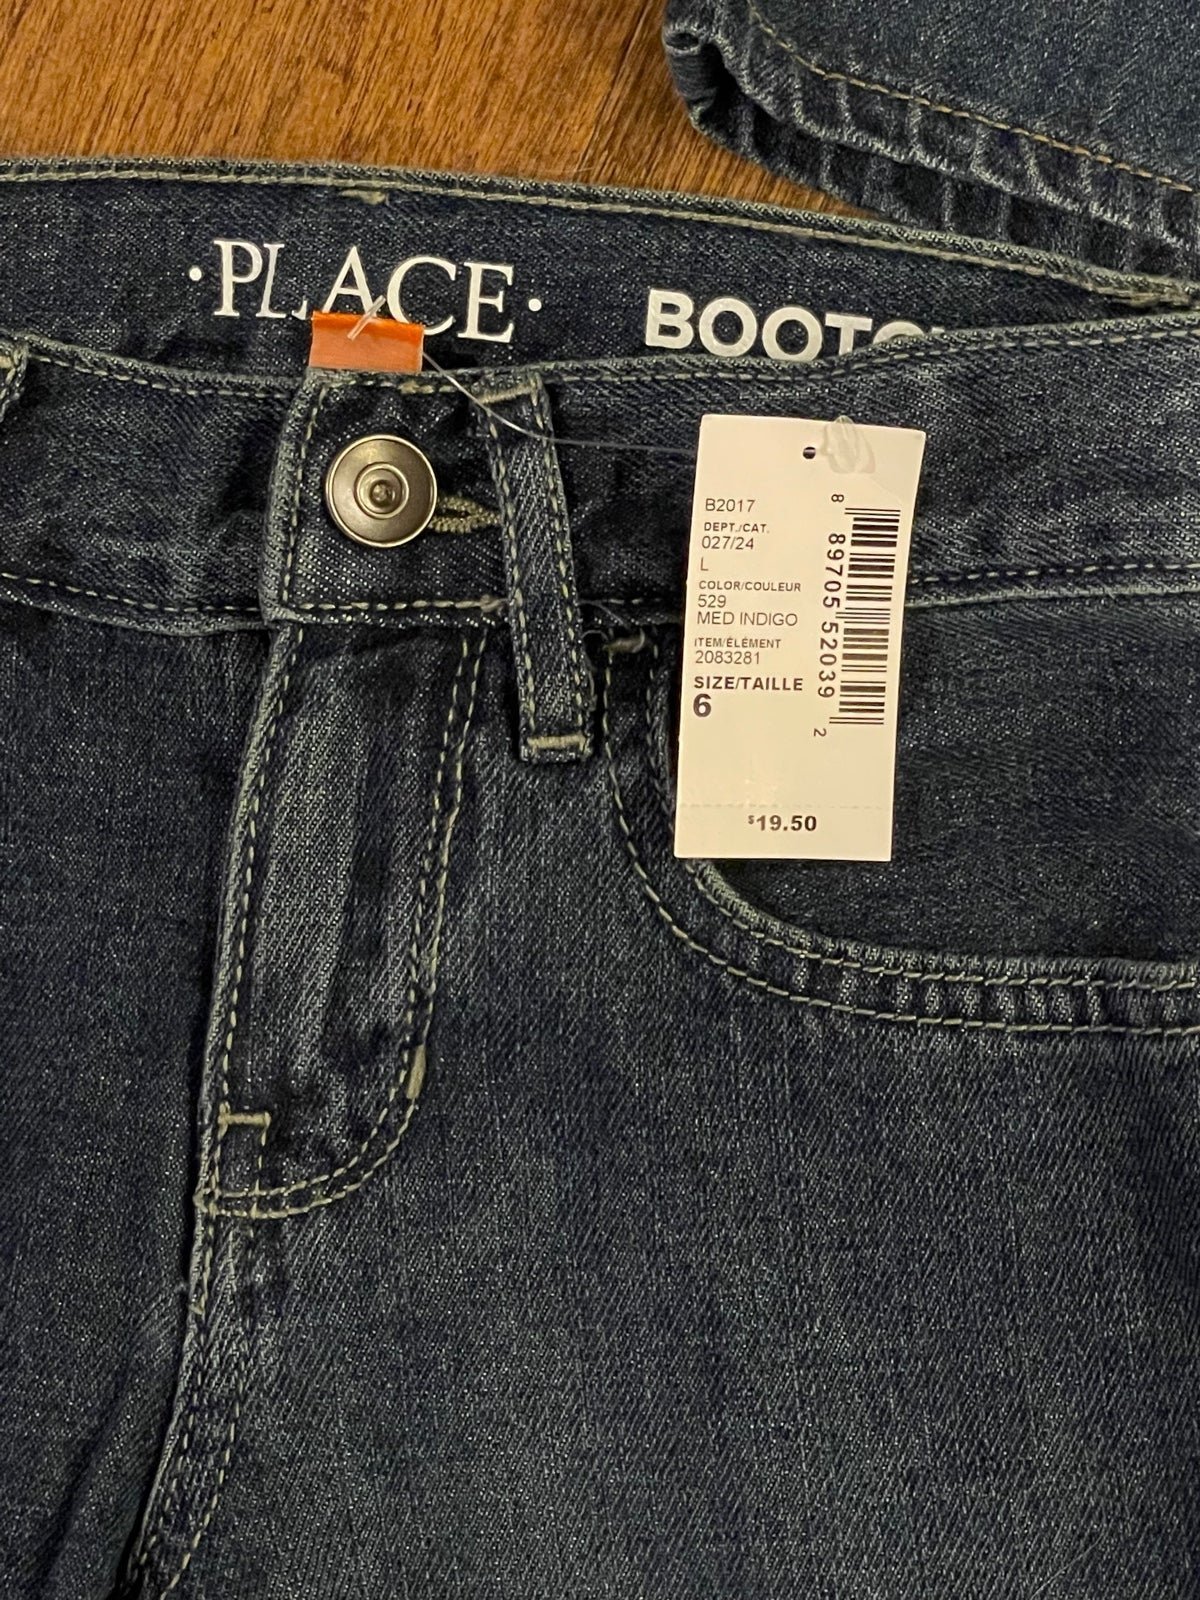 ·PLACE·
BOOTC
B2017
DEPT./CAT.
027/24
L
COLOR/COULEUR
529
MED INDIGO
ITEM/ÉLÉMENT
2083281
SIZE/TAILLE
6
8 89705 52039 2
$19.50